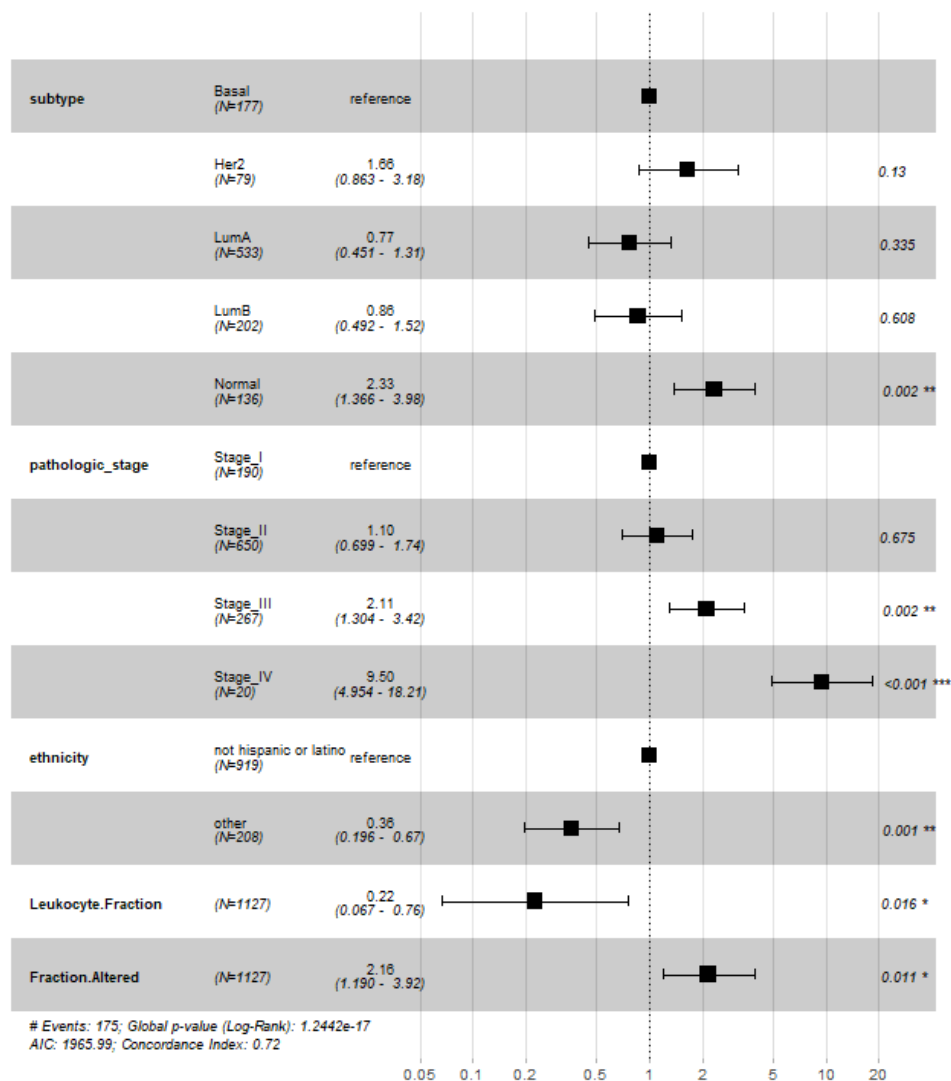 subtype Basal reference
(N=177)
Her2 1.66 0.13
(N=79) (0.863 - 3.18)
LumA 0.77 0.335
(N=533) (0.451 - 1.31)
LumB 0.86 0.608
(N=202) (0.492 - 1.52)
Normal 2.33 0.002 **
(N=136) (1.366 - 3.98)
pathologic_stage Stage_I reference
(N=190)
Stage_II 1.10 0.675
(N=650) (0.699 - 1.74)
Stage_III 2.11 0.002 **
(N=267) (1.304 - 3.42)
Stage_IV 9.50 <0.001 ***
(N=20) (4.954 - 18.21)
ethnicity not hispanic or latino reference
(N=919)
other 0.36 0.001 **
(N=208) (0.196 - 0.67)
Leukocyte.Fraction (N=1127) 0.22 0.016 *
(0.067 - 0.76)
Fraction.Altered (N=1127) 2.16 0.011 *
(1.190 - 3.92)
# Events: 175; Global p-value (Log-Rank): 1.2442e-17
AIC: 1965.99; Concordance Index: 0.72
0.05 0.1 0.2 0.5 1 2 5 10 20